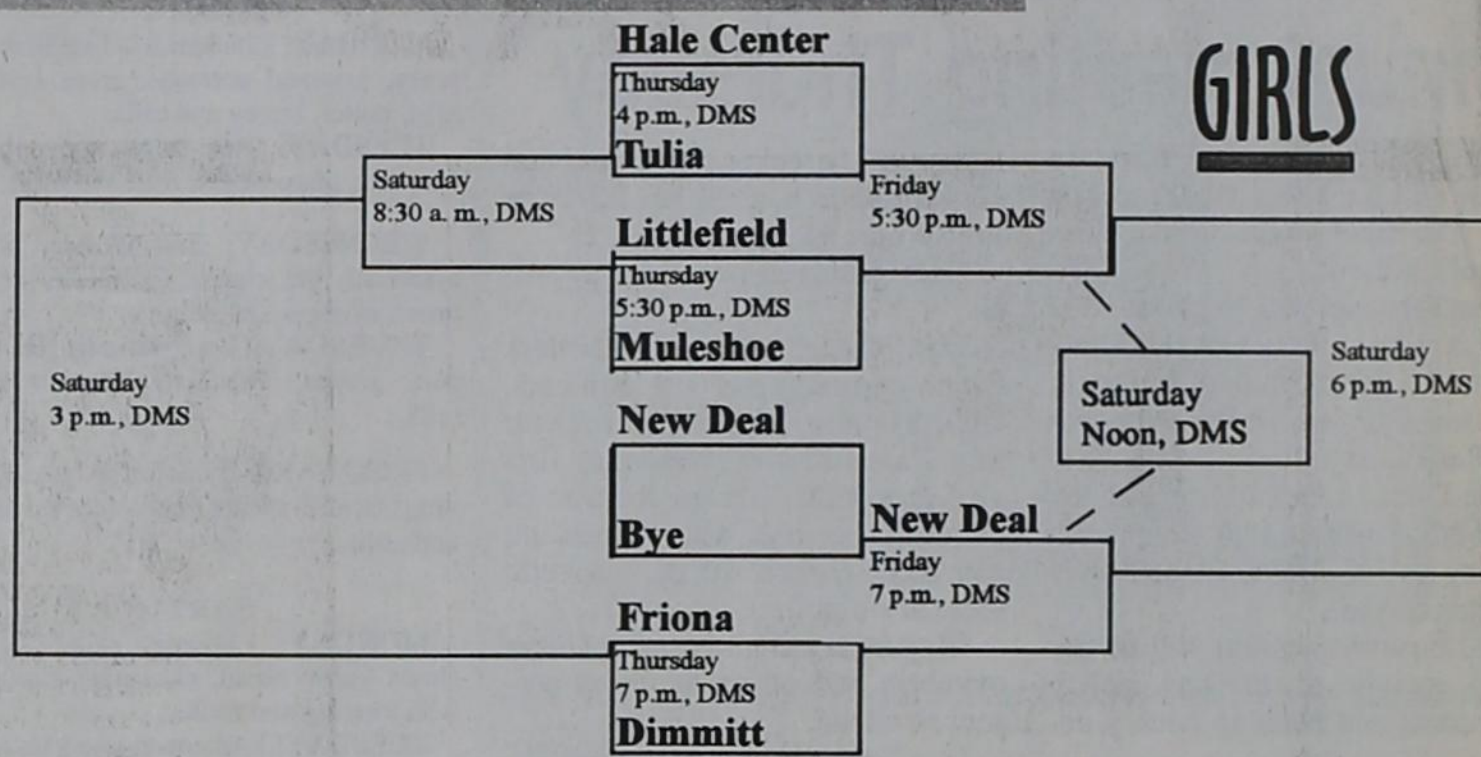 GIRLS
Hale Center
Thursday
4 p.m., DMS
Tulia
Saturday
8:30 a. m., DMS
Friday
5:30 p.m., DMS
Littlefield
Thursday
5:30 p.m., DMS
Muleshoe
Saturday
3 p.m., DMS
Saturday
Noon, DMS
Saturday
6 p.m., DMS
New Deal
Bye
New Deal
Friday
7 p.m., DMS
Friona
Thursday
7 p.m., DMS
Dimmitt